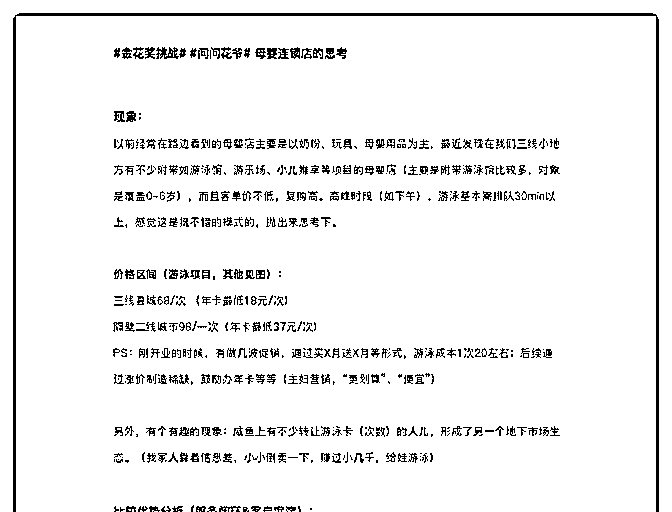 #金花奖挑战# #问问花爷# 母婴连锁店的思考
现象：
以前经常在路边看到的母婴店主要是以奶粉、玩具、母婴用品为主，最近发现在我们三线小地
方有不少附带如游泳馆、游乐场、小儿推拿等项目的母婴店（主要是附带游泳馆比较多，对象
是覆盖0~6岁），而且客单价不低，复购高。高峰时段（如下午），游泳基本需排队30min以
上，感觉这是挺不错的模式的，抛出来思考下。
价格区间（游泳项目，其他见图）：
三线县城68/次 （年卡最低18元/次）
隔壁二线城市98/一次（年卡最低37元/次）
PS：刚开业的时候，有做几波促销，通过买X月送X月等形式，游泳成本1次20左右；后续通
过涨价制造稀缺，鼓励办年卡等等（主妇营销，“更划算”、“便宜”）
另外，有个有趣的现象：咸鱼上有不少转让游泳卡（次数）的人儿，形成了另一个地下市场生
态。（我家人靠着信息差，小小倒卖一下，赚过小几千，给娃游泳）